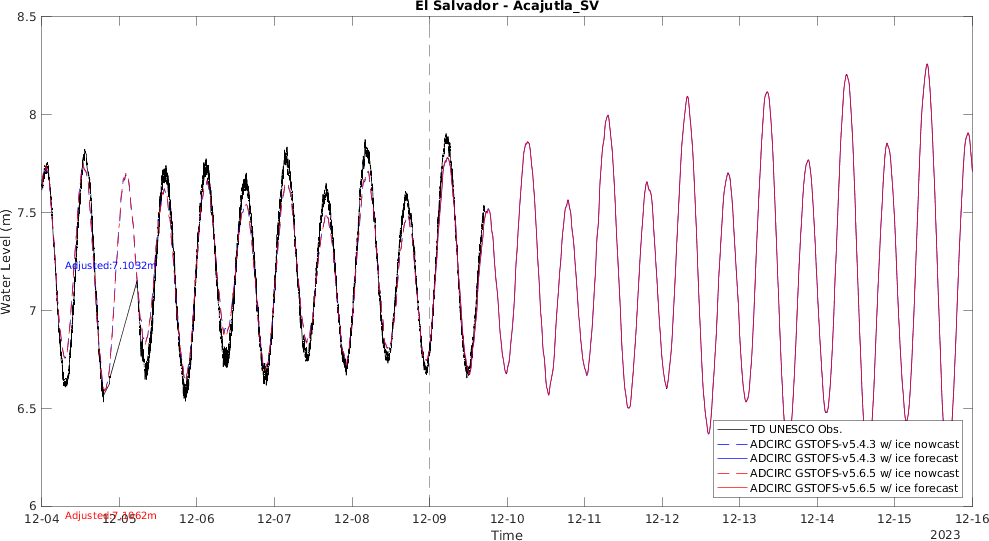 El Salvador - Acajutla_SV
8.5
8
7.5
7
6.5
6
Water Level (m)
Adjusted:7.1032m
Adjusted:7.1062m
TD UNESCO Obs.
ADCIRC GSTOFS-v5.4.3 w/ ice nowcast
ADCIRC GSTOFS-v5.4.3 w/ ice forecast
ADCIRC GSTOFS-v5.6.5 w/ ice nowcast
ADCIRC GSTOFS-v5.6.5 w/ ice forecast
12-04 12-05 12-06 12-07 12-08 12-09 12-10 12-11 12-12 12-13 12-14 12-15 12-16
Time
2023